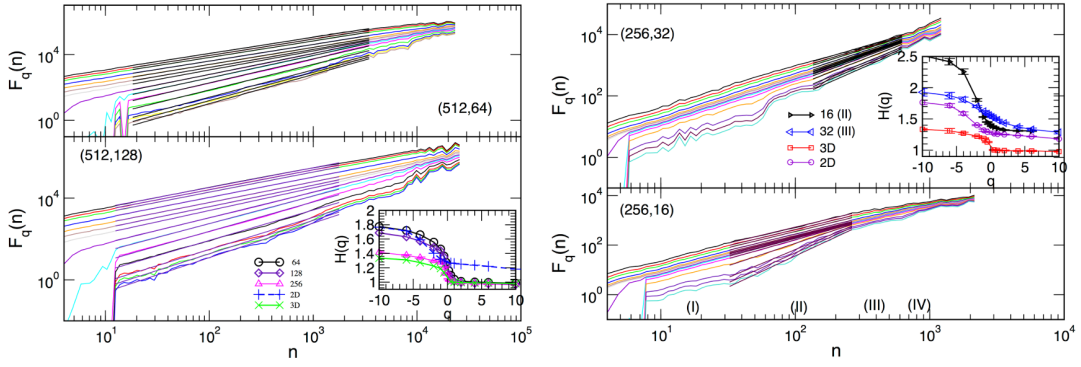 10^4
F_q(n)
10^0
(512,64)
(512,128)
10^4
F_q(n)
10^0
64
128
256
2D
3D
2
1.8
1.6
1.4
1.2
1
H(q)
-10 -5 0 5 10
q
10^1 10^2 10^3 10^4 10^5
n
(256,32)
10^4
F_q(n)
10^2
10^0
16 (II)
32 (III)
3D
2D
2.5
2
1.5
1
H(q)
-10 -5 0 5 10
q
(256,16)
10^4
F_q(n)
10^2
10^0
(I) (II) (III) (IV)
10^1 10^2 10^3 10^4
n